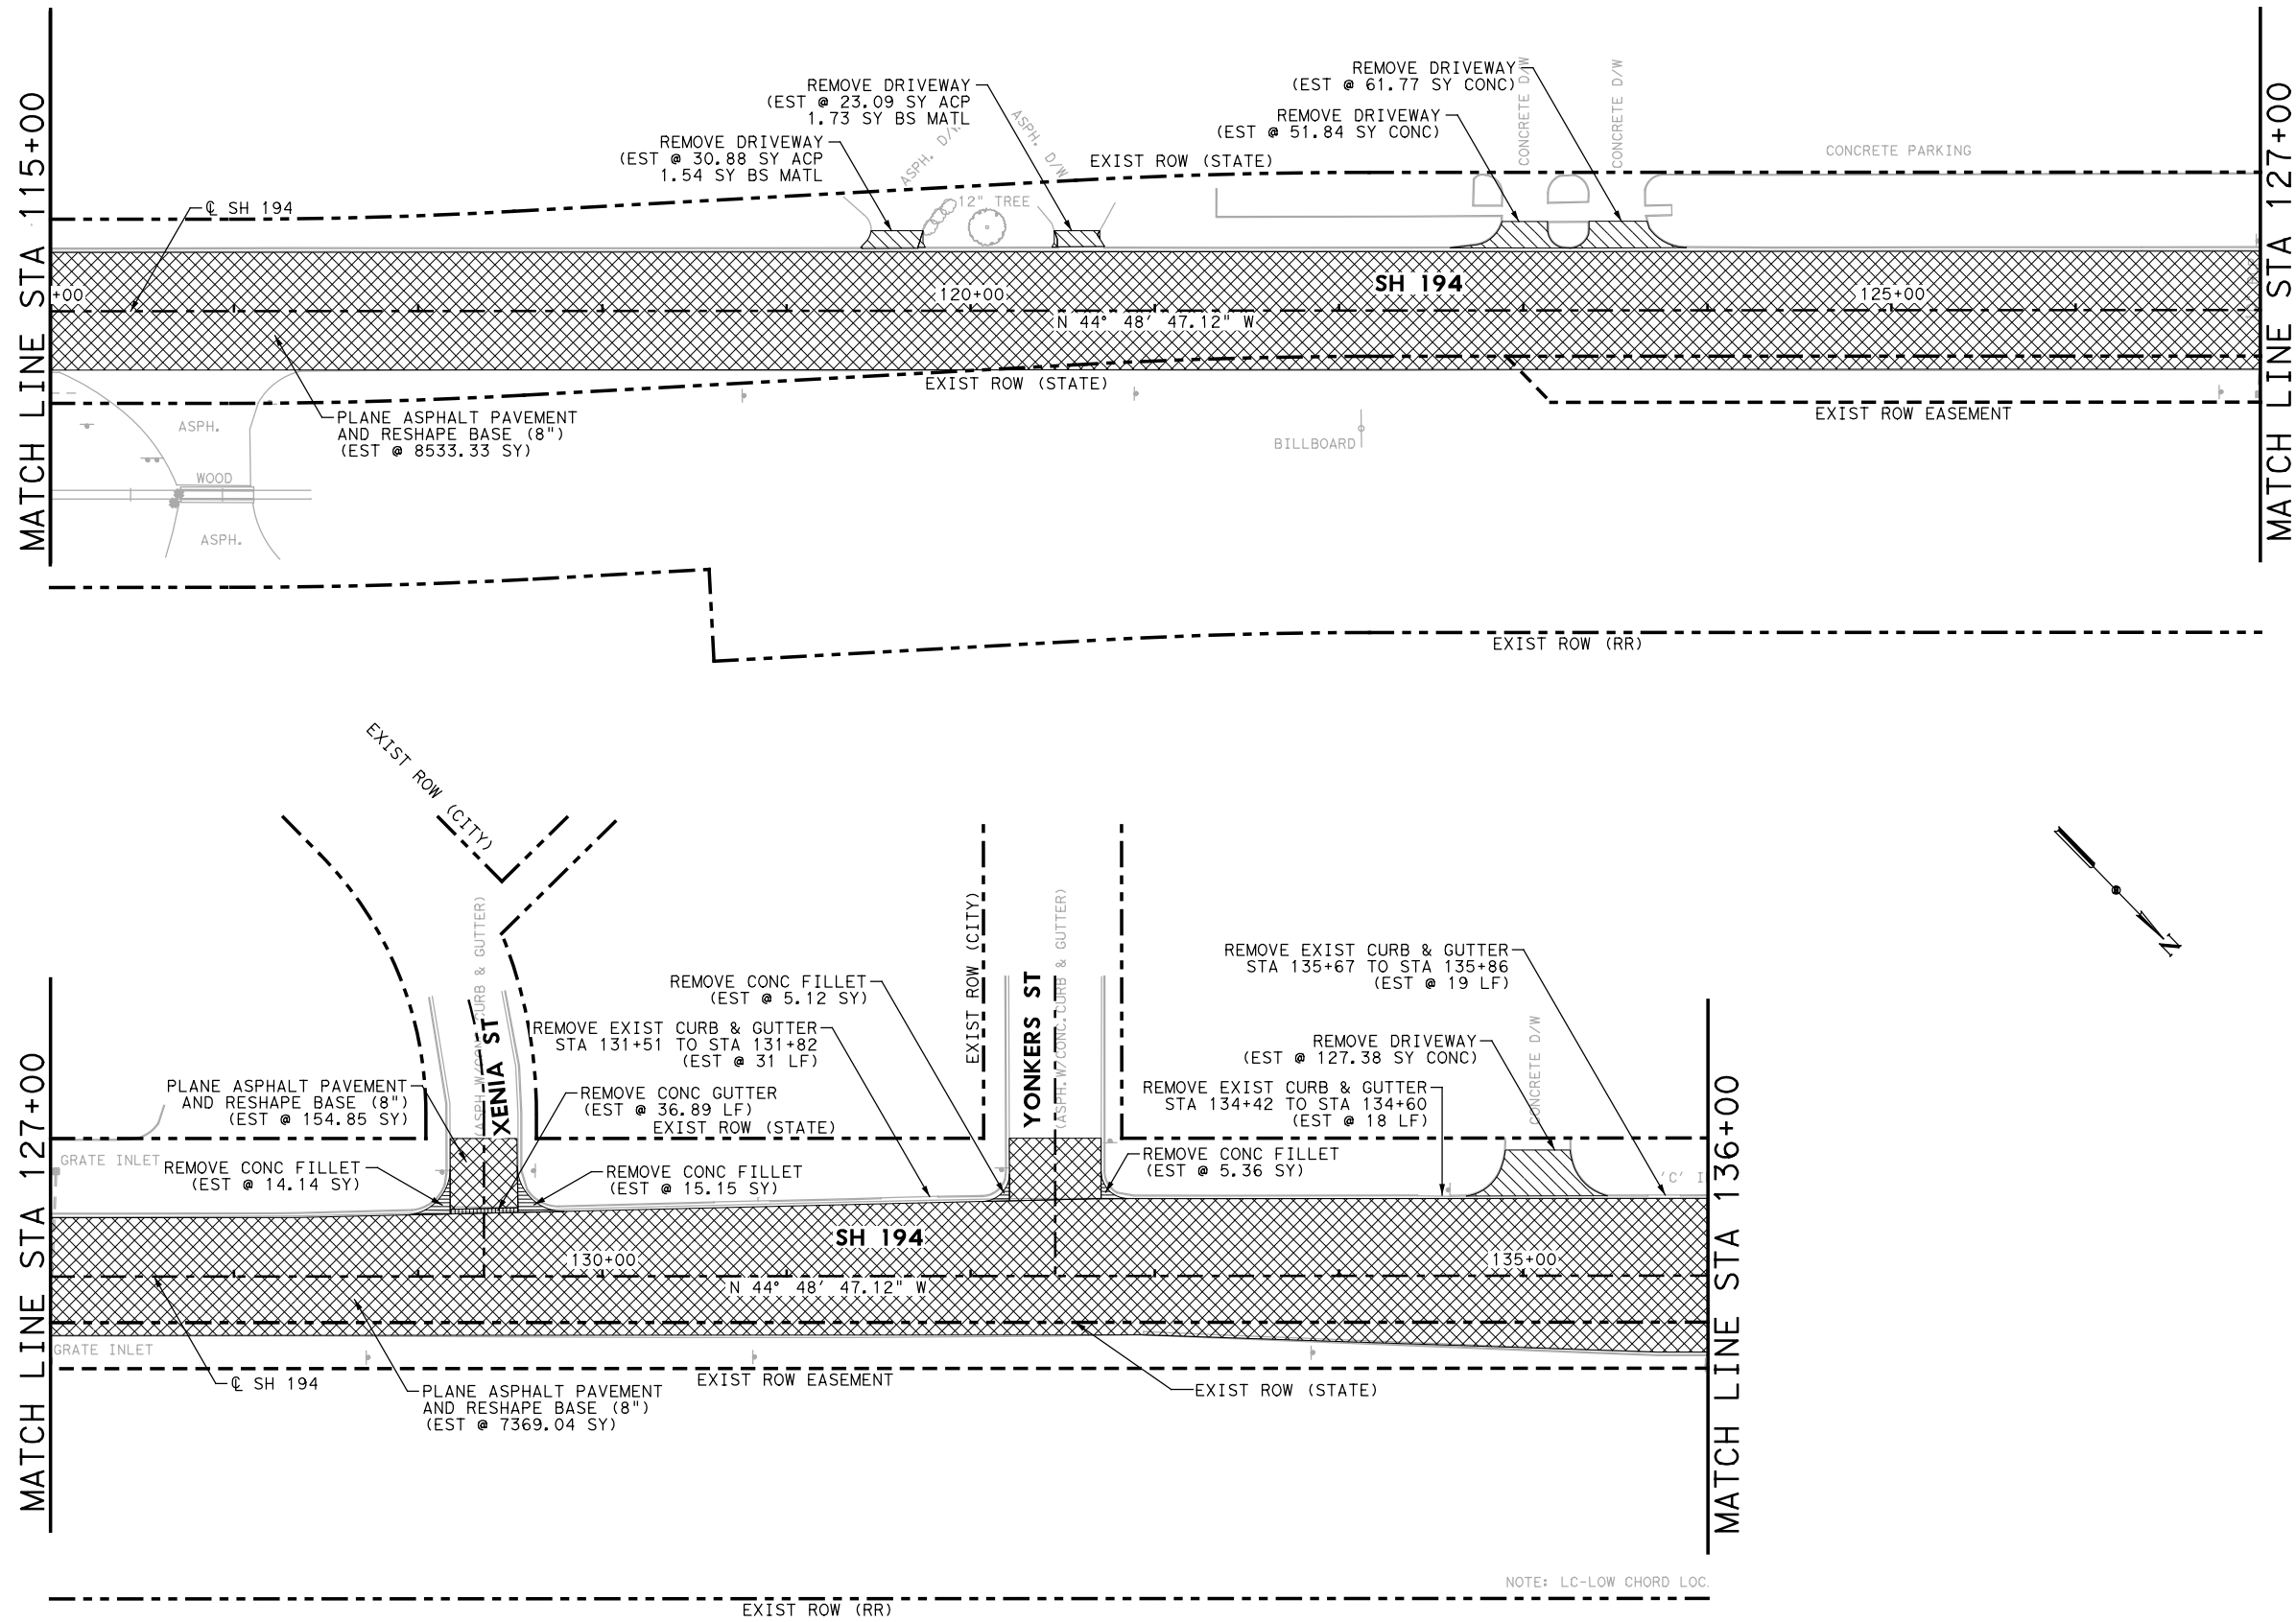 MATCH LINE STA 115+00
REMOVE DRIVEWAY
(EST @ 23.09 SY ACP
1.73 SY BS MATL
REMOVE DRIVEWAY
(EST @ 30.88 SY ACP
1.54 SY BS MATL
ASPH. D/W
ASPH. D/W
12" TREE
REMOVE DRIVEWAY
(EST @ 61.77 SY CONC)
REMOVE DRIVEWAY
(EST @ 51.84 SY CONC)
CONCRETE D/W
CONCRETE D/W
EXIST ROW (STATE)
CONCRETE PARKING
℄ SH 194
SH 194
+00
120+00
125+00
N 44° 48' 47.12" W
EXIST ROW (STATE)
PLANE ASPHALT PAVEMENT
AND RESHAPE BASE (8")
(EST @ 8533.33 SY)
ASPH.
WOOD
ASPH.
BILLBOARD
EXIST ROW EASEMENT
EXIST ROW (RR)
MATCH LINE STA 127+00
MATCH LINE STA 127+00
EXIST ROW (CITY)
(ASPH.W/CONC.CURB & GUTTER)
XENIA ST
EXIST ROW (CITY)
YONKERS ST
(ASPH.W/CONC.CURB & GUTTER)
REMOVE CONC FILLET
(EST @ 5.12 SY)
REMOVE EXIST CURB & GUTTER
STA 131+51 TO STA 131+82
(EST @ 31 LF)
REMOVE EXIST CURB & GUTTER
STA 135+67 TO STA 135+86
(EST @ 19 LF)
REMOVE DRIVEWAY
(EST @ 127.38 SY CONC)
CONCRETE D/W
REMOVE EXIST CURB & GUTTER
STA 134+42 TO STA 134+60
(EST @ 18 LF)
PLANE ASPHALT PAVEMENT
AND RESHAPE BASE (8")
(EST @ 154.85 SY)
REMOVE CONC GUTTER
(EST @ 36.89 LF)
EXIST ROW (STATE)
GRATE INLET
REMOVE CONC FILLET
(EST @ 14.14 SY)
REMOVE CONC FILLET
(EST @ 15.15 SY)
REMOVE CONC FILLET
(EST @ 5.36 SY)
'C' I
SH 194
130+00
135+00
N 44° 48' 47.12" W
GRATE INLET
℄ SH 194
PLANE ASPHALT PAVEMENT
AND RESHAPE BASE (8")
(EST @ 7369.04 SY)
EXIST ROW EASEMENT
EXIST ROW (STATE)
MATCH LINE STA 136+00
N
NOTE: LC-LOW CHORD LOC.
EXIST ROW (RR)